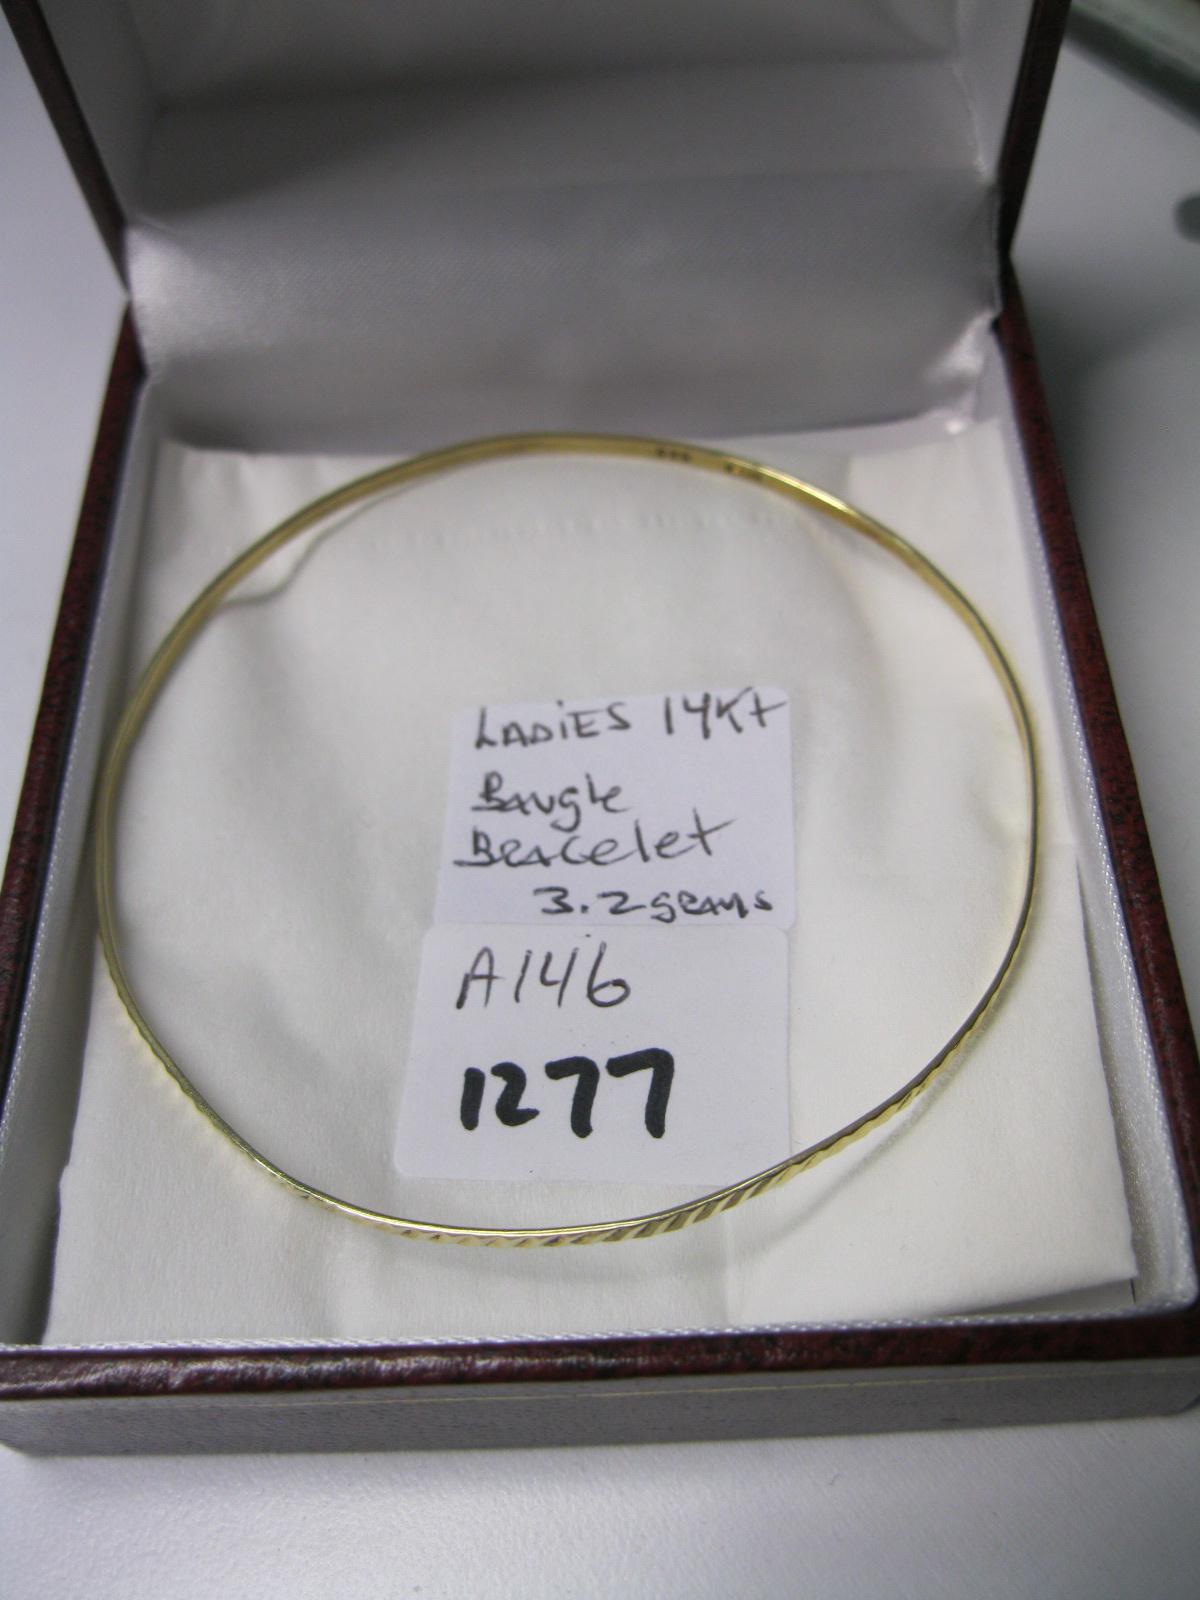 LADIES 14Kt
Bangle
Bracelet
3.2 grams
A146
1277